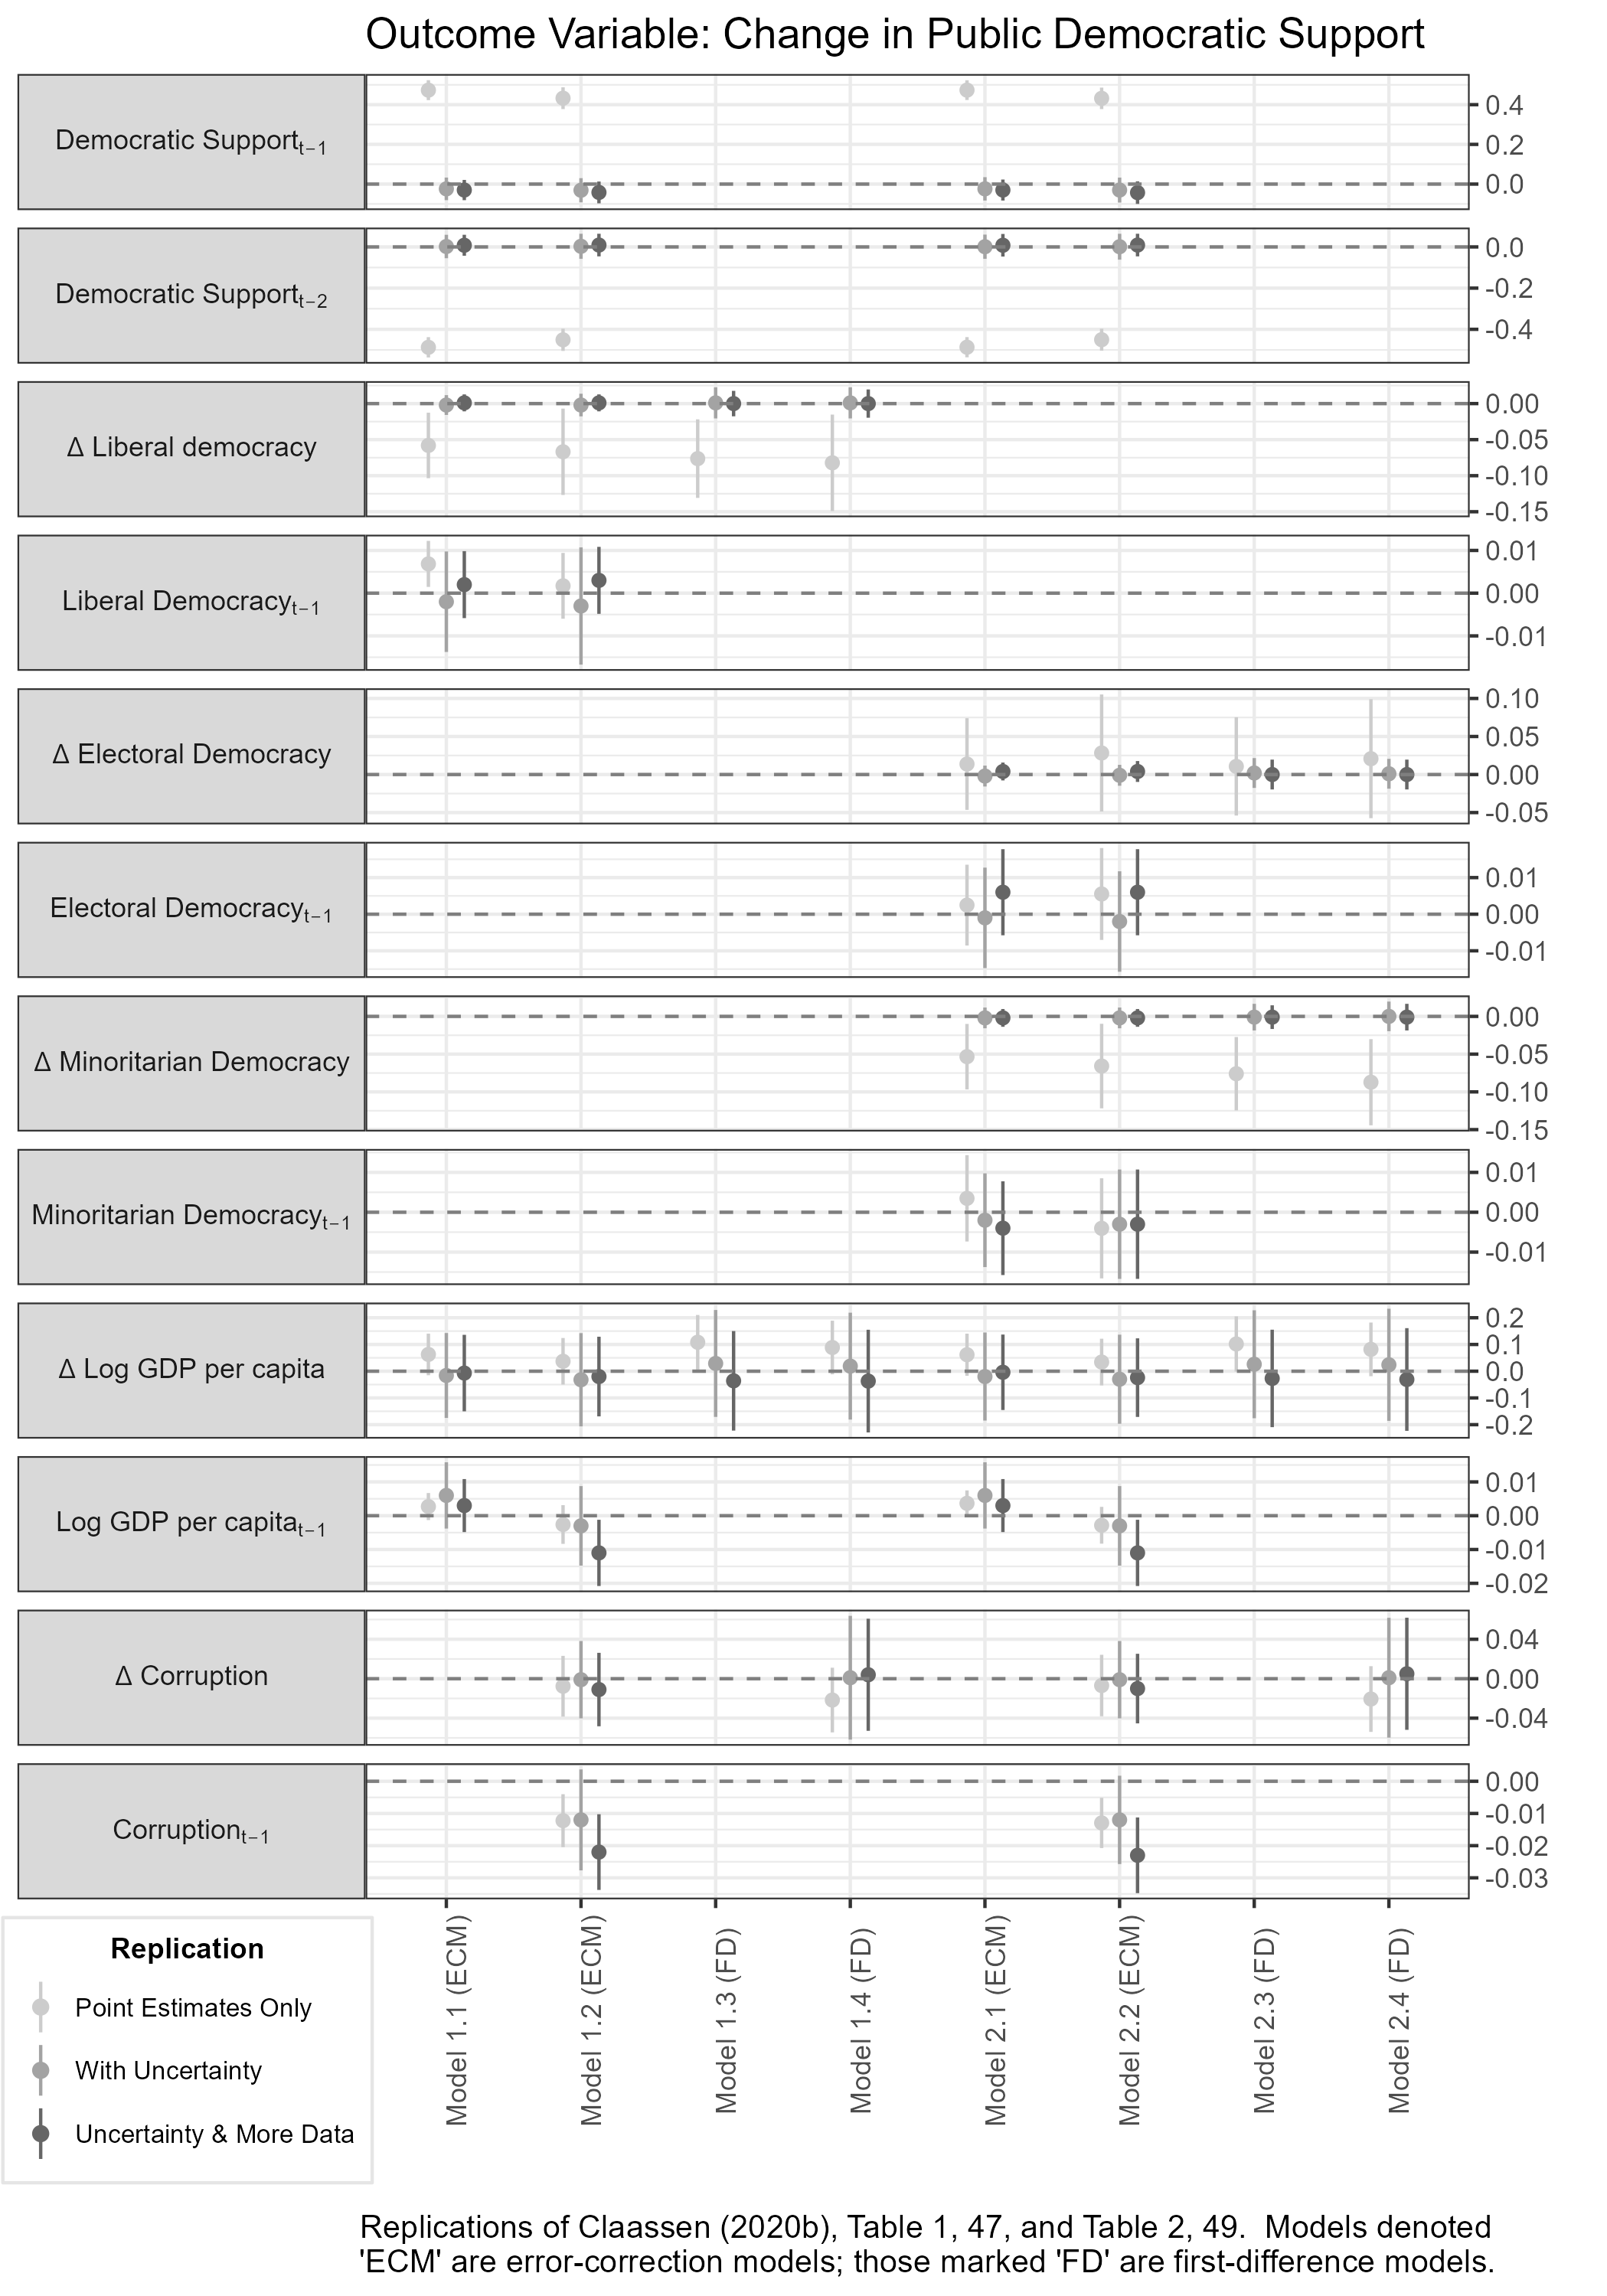 Outcome Variable: Change in Public Democratic Support
Democratic Supportt−1
0.4
0.2
0.0
Democratic Supportt−2
0.0
-0.2
-0.4
Δ Liberal democracy
0.00
-0.05
-0.10
-0.15
Liberal Democracyt−1
0.01
0.00
-0.01
Δ Electoral Democracy
0.10
0.05
0.00
-0.05
Electoral Democracyt−1
0.01
0.00
-0.01
Δ Minoritarian Democracy
0.00
-0.05
-0.10
-0.15
Minoritarian Democracyt−1
0.01
0.00
-0.01
Δ Log GDP per capita
0.2
0.1
0.0
-0.1
-0.2
Log GDP per capitat−1
0.01
0.00
-0.01
-0.02
Δ Corruption
0.04
0.00
-0.04
Corruptiont−1
0.00
-0.01
-0.02
-0.03
Model 1.1 (ECM)
Model 1.2 (ECM)
Model 1.3 (FD)
Model 1.4 (FD)
Model 2.1 (ECM)
Model 2.2 (ECM)
Model 2.3 (FD)
Model 2.4 (FD)
Replication
Point Estimates Only
With Uncertainty
Uncertainty & More Data
Replications of Claassen (2020b), Table 1, 47, and Table 2, 49.  Models denoted
'ECM' are error-correction models; those marked 'FD' are first-difference models.